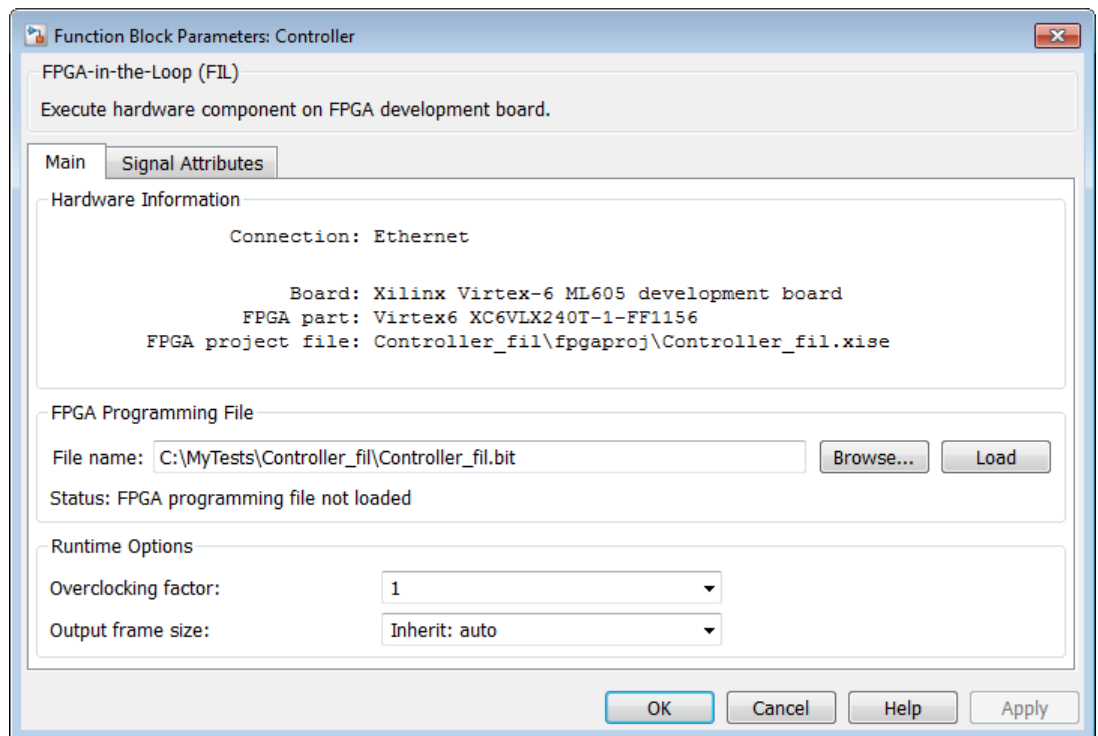 Function Block Parameters: Controller
FPGA-in-the-Loop (FIL)
Execute hardware component on FPGA development board.
Main Signal Attributes
Hardware Information
Connection: Ethernet
Board: Xilinx Virtex-6 ML605 development board
FPGA part: Virtex6 XC6VLX240T-1-FF1156
FPGA project file: Controller_fil\fpgaproj\Controller_fil.xise
FPGA Programming File
File name: C:\MyTests\Controller_fil\Controller_fil.bit Browse... Load
Status: FPGA programming file not loaded
Runtime Options
Overclocking factor: 1
Output frame size: Inherit: auto
OK Cancel Help Apply